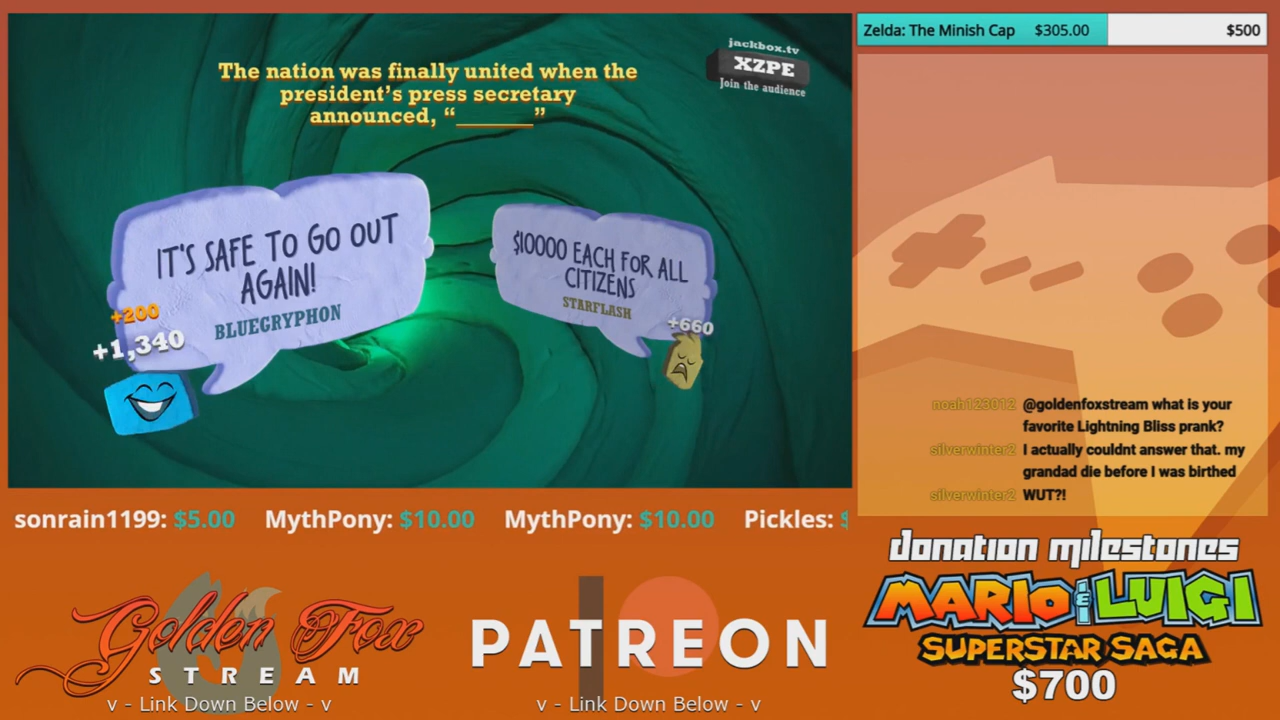 The nation was finally united when the
president's press secretary
announced, "_______"
jackbox.tv
XZPE
Join the audience
IT'S SAFE TO GO OUT
AGAIN!
BLUEGRYPHON
+200
+1,340
$10000 EACH FOR ALL
CITIZENS
STARFLASH
+660
Zelda: The Minish Cap $305.00 $500
noah123012 @goldenfoxstream what is your
favorite Lightning Bliss prank?
silverwinter2 I actually couldnt answer that. my
grandad die before I was birthed
silverwinter2 WUT?!
sonrain1199: $5.00 MythPony: $10.00 MythPony: $10.00 Pickles: $
Golden Fox
STREAM
v - Link Down Below - v
PATREON
v - Link Down Below - v
donation milestones
MARIO & LUIGI
SUPERSTAR SAGA
$700